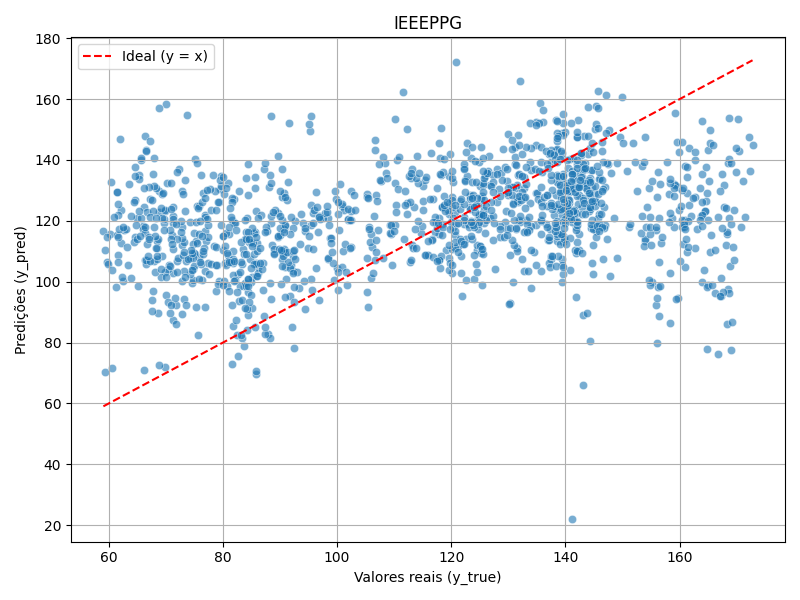 IEEEPPG
Ideal (y = x)
180
160
140
120
100
80
60
40
20
Predições (y_pred)
60 80 100 120 140 160
Valores reais (y_true)